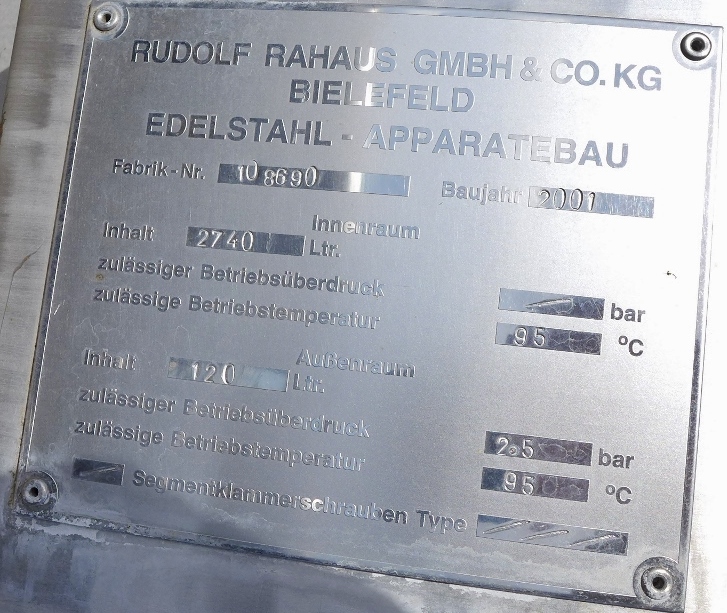 RUDOLF RAHAUS GMBH & CO. KG
BIELEFELD
EDELSTAHL - APPARATEBAU
Fabrik - Nr. 108690 Baujahr 2001
Innenraum
Inhalt 2740 Ltr.
zulässiger Betriebsüberdruck / bar
zulässige Betriebstemperatur 95 °C
Außenraum
Inhalt 120 Ltr.
zulässiger Betriebsüberdruck 2.5 bar
zulässige Betriebstemperatur 95 °C
/ Segmentklammerschrauben Type / / / /